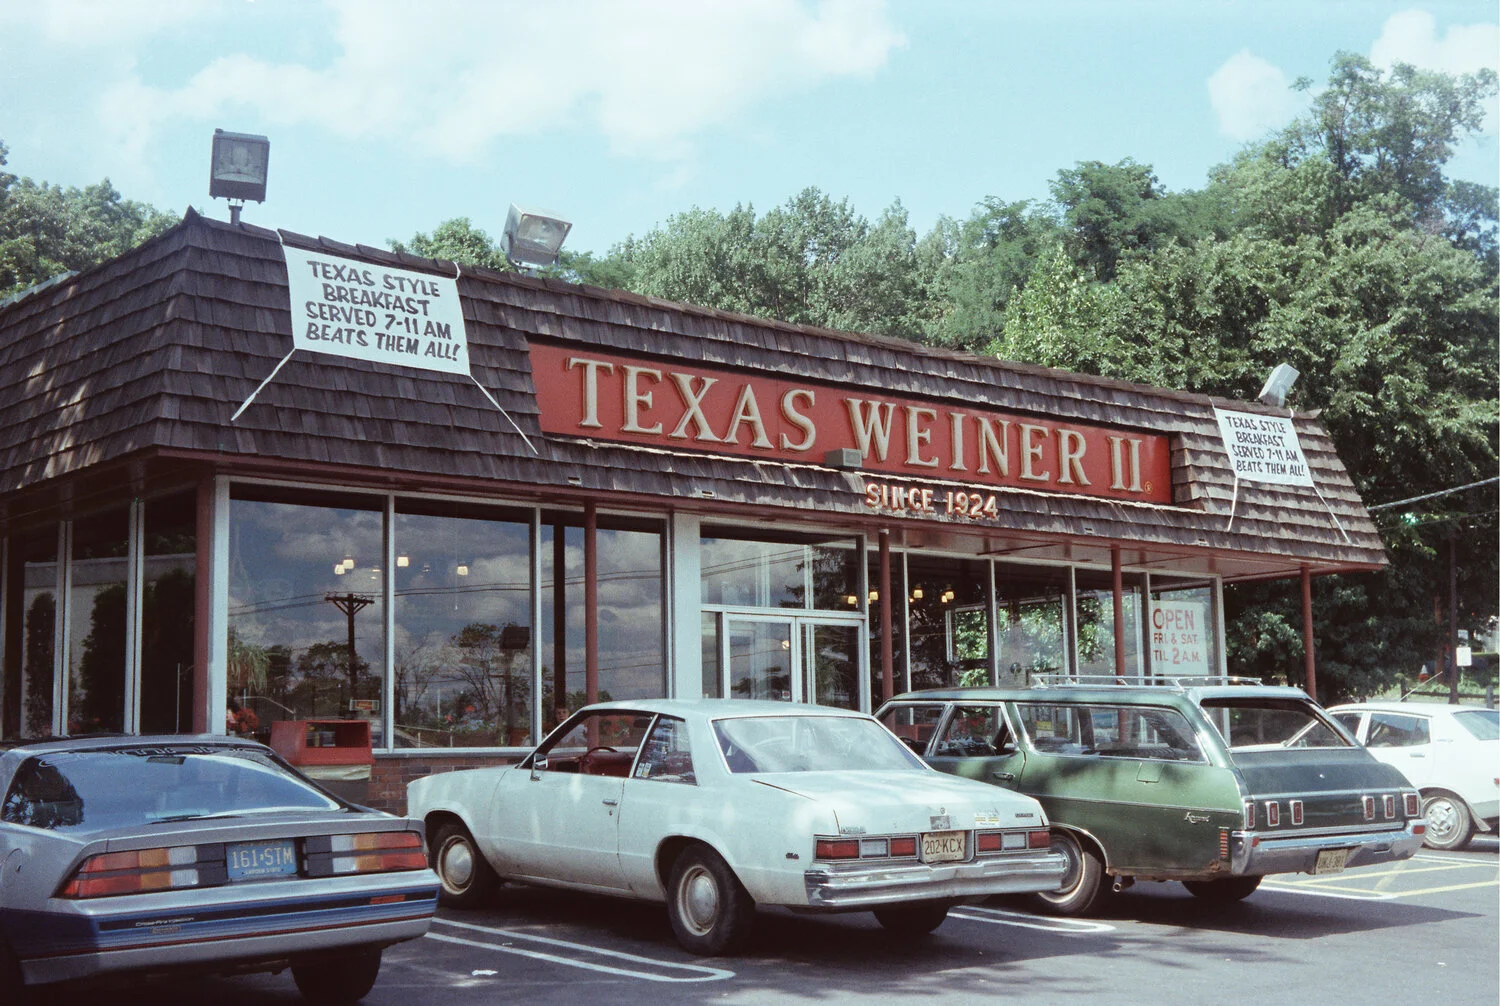 TEXAS STYLE
BREAKFAST
SERVED 7-11 AM
BEATS THEM ALL!
TEXAS WEINER II
SINCE 1924
TEXAS STYLE
BREAKFAST
SERVED 7-11 AM
BEATS THEM ALL!
OPEN
FRI. & SAT.
'TIL 2 A.M.
161•STM
202•KCX
Kingswood